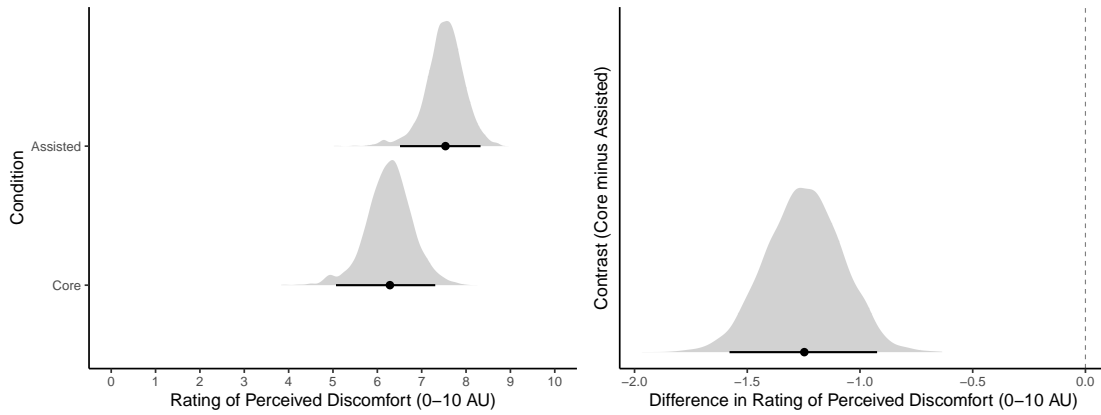 Condition
Assisted
Core
0 1 2 3 4 5 6 7 8 9 10
Rating of Perceived Discomfort (0−10 AU)
Contrast (Core minus Assisted)
−2.0 −1.5 −1.0 −0.5 0.0
Difference in Rating of Perceived Discomfort (0−10 AU)